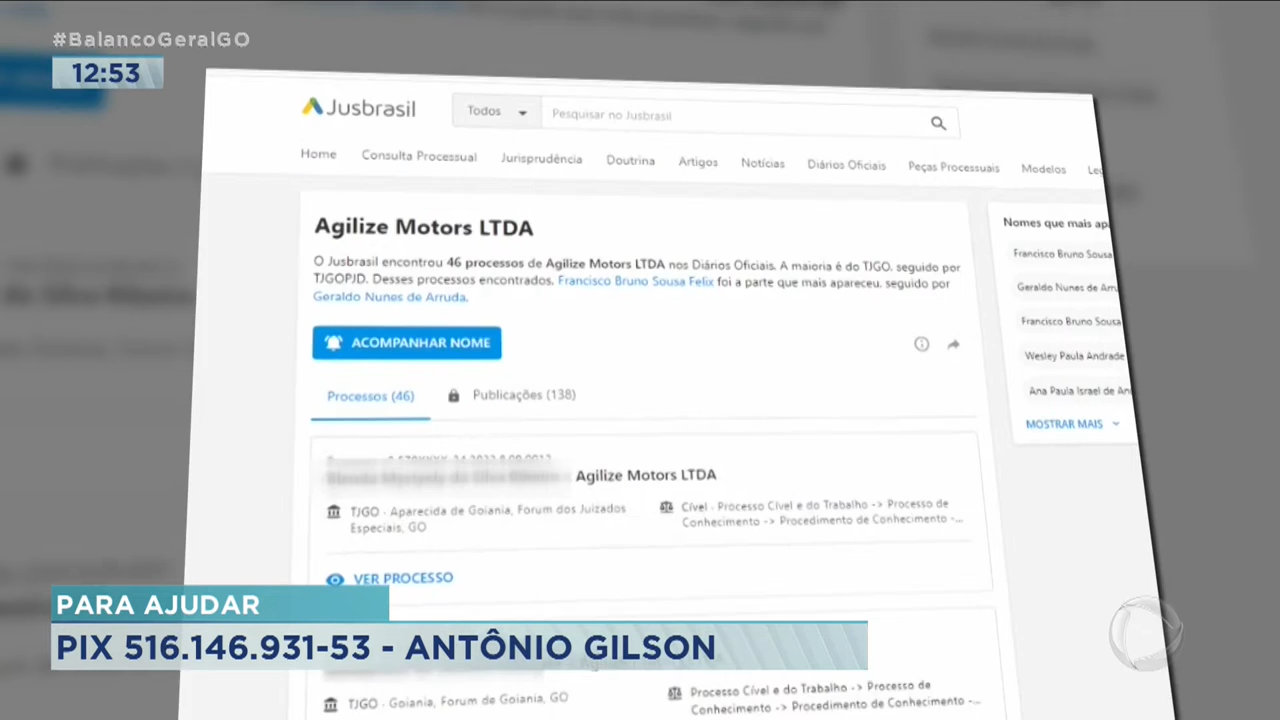 #BalancoGeralGO
12:53
Jusbrasil
Todos
Pesquisar no Jusbrasil
Home Consulta Processual Jurisprudência Doutrina Artigos Notícias Diários Oficiais Peças Processuais Modelos
Agilize Motors LTDA
O Jusbrasil encontrou 46 processos de Agilize Motors LTDA nos Diários Oficiais. A maioria é do TJGO, seguido por
TJGOPJD. Desses processos encontrados, Francisco Bruno Sousa Felix foi a parte que mais apareceu, seguido por
Geraldo Nunes de Arruda.
ACOMPANHAR NOME
Processos (46)
Publicações (138)
Nomes que mais
Francisco Bruno Sousa
Geraldo Nunes de
Francisco Bruno Sousa
Wesley Paula Andrade
Ana Paula Israel de
MOSTRAR MAIS
Agilize Motors LTDA
TJGO · Aparecida de Goiania, Forum dos Juizados
Especiais, GO
Cível · Processo Cível e do Trabalho -> Processo de
Conhecimento -> Procedimento de Conhecimento -...
VER PROCESSO
PARA AJUDAR
PIX 516.146.931-53 - ANTÔNIO GILSON
TJGO · Goiania, Forum de Goiania, GO
Processo Cível e do Trabalho -> Processo de
Conhecimento -> Procedimento de Conhecimento -...